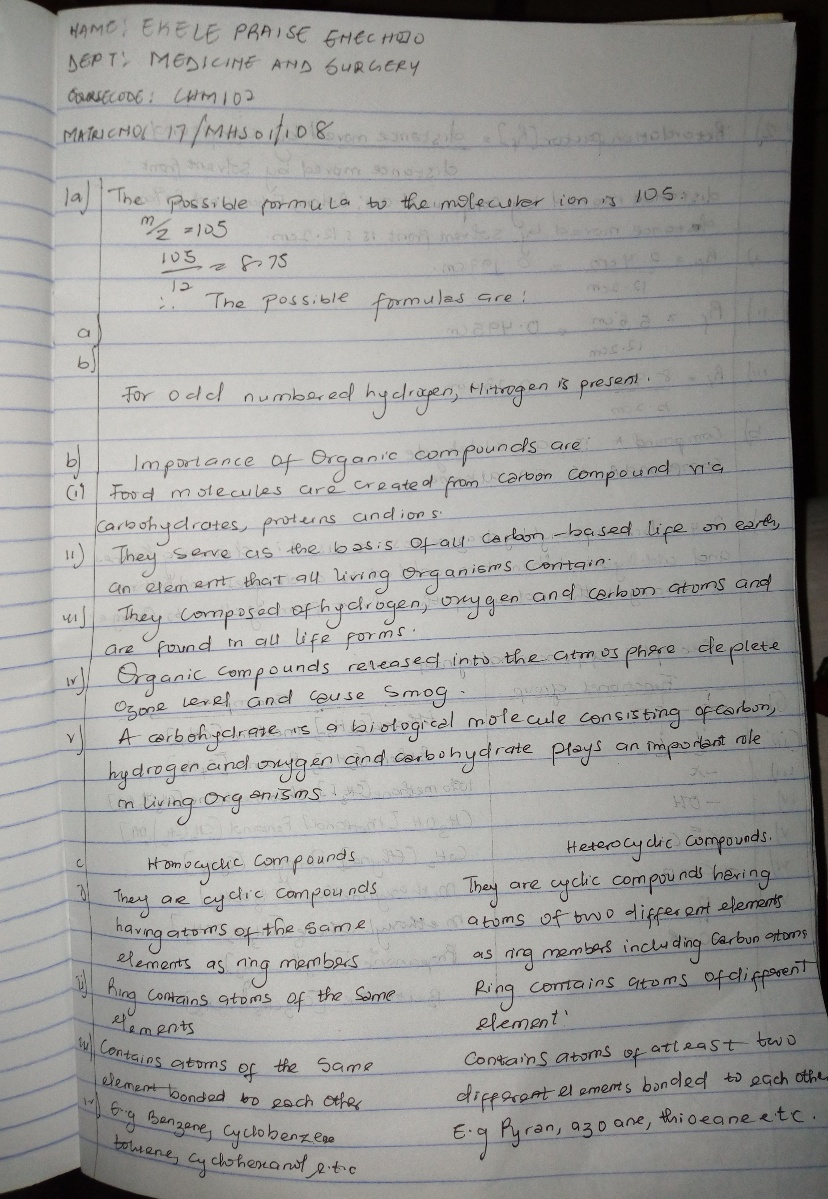 NAME: EKELE PRAISE
DEPT: MEDICINE AND SURGERY
COURSECODE: CHM102
MATRIC NO: 17/MHS01/108
1a) The possible formula to the molecular ion is 105.
m/z = 105
105/12 = 8.75
∴ The possible formulas are:
a)
b)
For odd numbered hydrogen, Nitrogen is present.
b) Importance of Organic compounds are:
(i) Food molecules are created from carbon compound via
carbohydrates, proteins and ions.
ii) They serve as the basis of all carbon-based life on earth,
an element that all living organisms contain.
iii) They composed of hydrogen, oxygen and carbon atoms and
are found in all life forms.
iv) Organic compounds released into the atmosphere deplete
ozone level and cause smog.
v) A carbohydrate is a biological molecule consisting of carbon,
hydrogen and oxygen and carbohydrate plays an important role
in living organisms.
c Homocyclic compounds
i) They are cyclic compounds
having atoms of the same
elements as ring members
ii) Ring contains atoms of the same
elements
iii) Contains atoms of the same
element bonded to each other
iv) E.g Benzene,
toluene, cyclohexanol e.t.c
Heterocyclic compounds.
They are cyclic compounds having
atoms of two different elements
as ring members including Carbon atoms
Ring contains atoms of different
element.
Contains atoms of atleast two
different elements bonded to each other
E.g Pyran, etc.